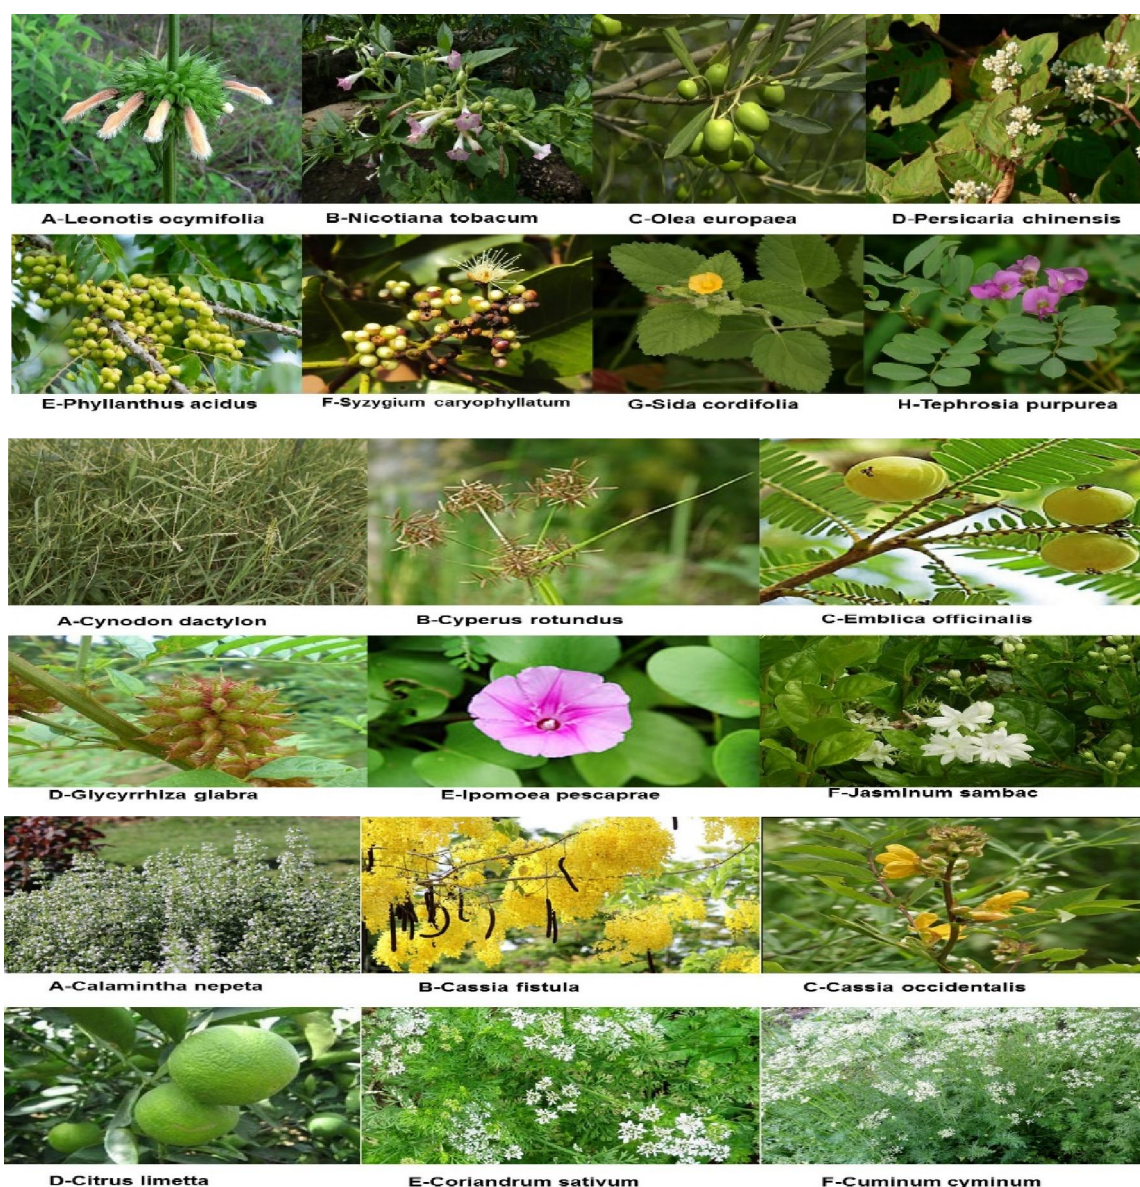 A-Leonotis ocymifolia
B-Nicotiana tobacum
C-Olea europaea
D-Persicaria chinensis
E-Phyllanthus acidus
F-Syzygium caryophyllatum
G-Sida cordifolia
H-Tephrosia purpurea
A-Cynodon dactylon
B-Cyperus rotundus
C-Emblica officinalis
D-Glycyrrhiza glabra
E-Ipomoea pescaprae
F-Jasminum sambac
A-Calamintha nepeta
B-Cassia fistula
C-Cassia occidentalis
D-Citrus limetta
E-Coriandrum sativum
F-Cuminum cyminum